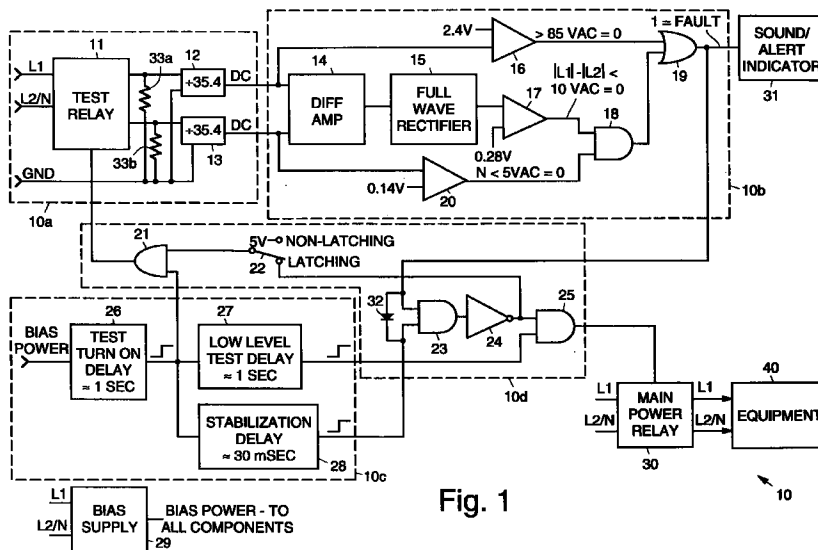 11
33a
12
L1
L2/N
GND
TEST
RELAY
÷35.4
DC
÷35.4
DC
33b
13
10a
2.4V
> 85 VAC = 0
16
14
DIFF
AMP
15
FULL
WAVE
RECTIFIER
17
|L1|-|L2| <
10 VAC = 0
0.28V
18
0.14V
N < 5VAC = 0
20
19
1 = FAULT
10b
SOUND/
ALERT
INDICATOR
31
21
5V
NON-LATCHING
LATCHING
22
32
23
24
25
10d
BIAS
POWER
26
TEST
TURN ON
DELAY
≈ 1 SEC
27
LOW LEVEL
TEST DELAY
≈ 1 SEC
STABILIZATION
DELAY
≈ 30 mSEC
28
10c
L1
L2/N
MAIN
POWER
RELAY
30
L1
L2/N
40
EQUIPMENT
10
L1
L2/N
BIAS
SUPPLY
29
BIAS POWER - TO
ALL COMPONENTS
Fig. 1